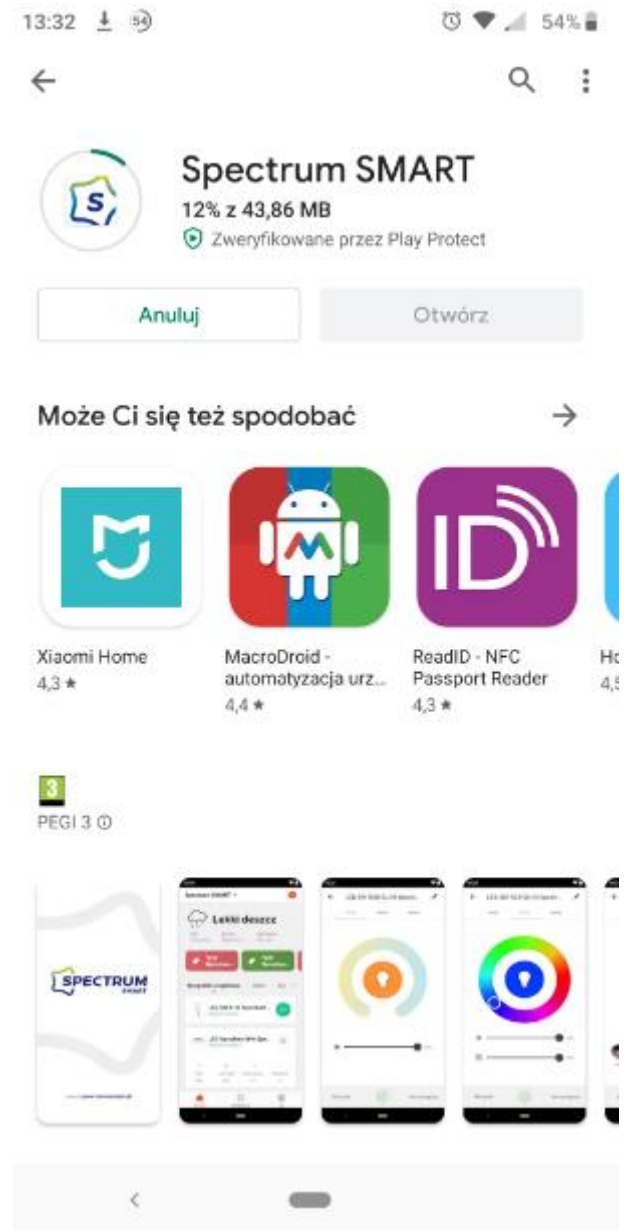 13:32 54 54%
Spectrum SMART
12% z 43,86 MB
Zweryfikowane przez Play Protect
Anuluj Otwórz
Może Ci się też spodobać
Xiaomi Home
4,3 ★
MacroDroid -
automatyzacja urz...
4,4 ★
ReadID - NFC
Passport Reader
4,3 ★
3
PEGI 3
SPECTRUM
SMART
Lekki deszcz